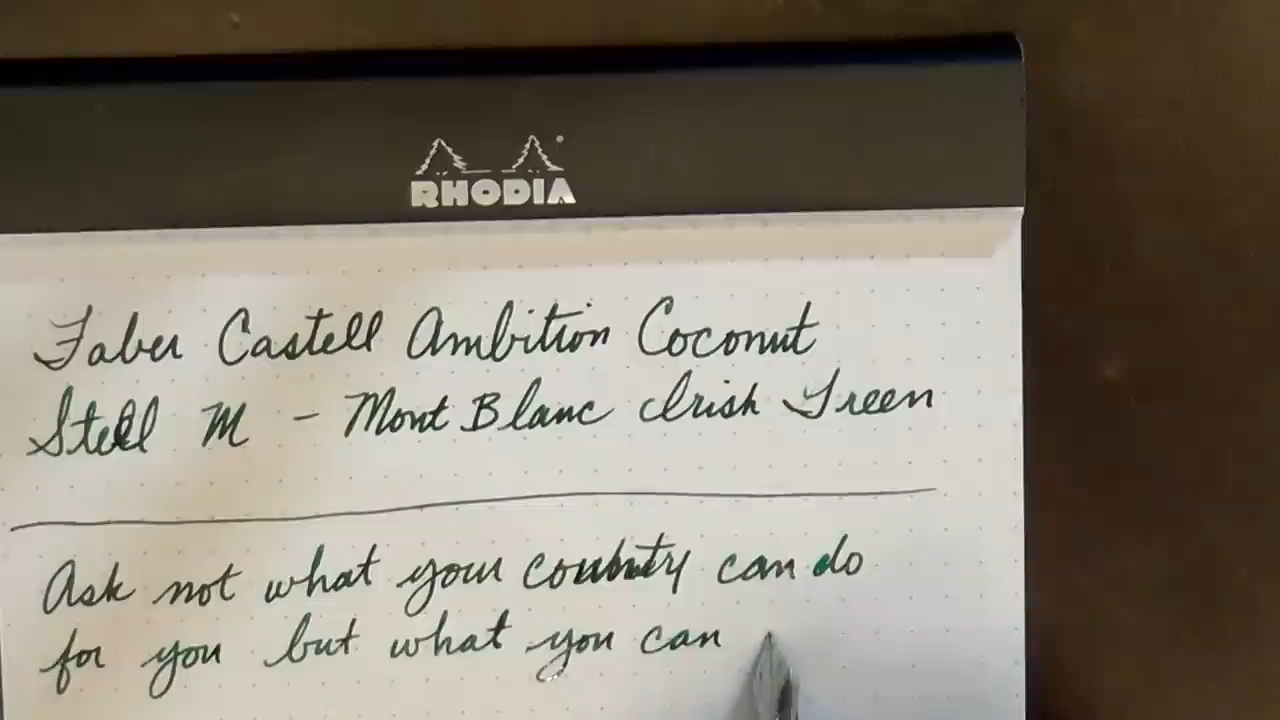 RHODIA
Faber Castell Ambition Coconut
Stell M - Mont Blanc Irish Green
Ask not what your country can do
for you but what you can